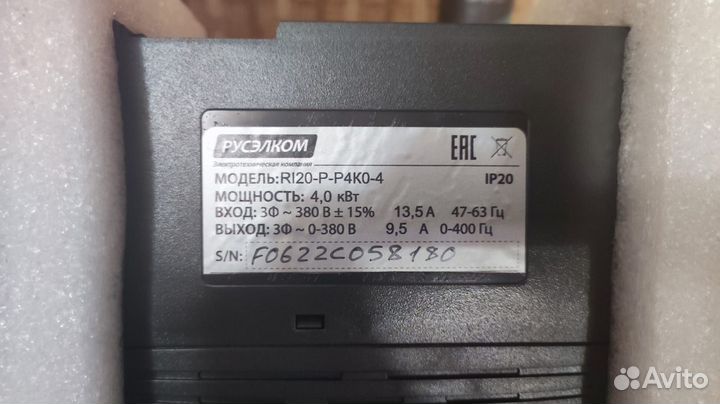 РУСЭЛКОМ
Электротехническая компания
EAC
МОДЕЛЬ:RI20-P-P4K0-4 IP20
МОЩНОСТЬ: 4,0 кВт
ВХОД: 3Ф ~ 380 В ± 15% 13,5 А 47-63 Гц
ВЫХОД: 3Ф ~ 0-380 В 9,5 А 0-400 Гц
S/N: F0622C058180
Avito